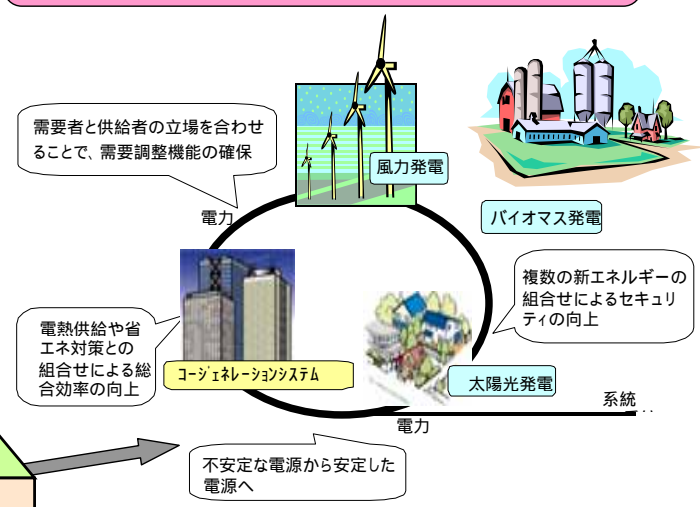 需要者と供給者の立場を合わせ
ることで、需要調整機能の確保
風力発電
電力
バイオマス発電
複数の新エネルギーの
組合せによるセキュリ
ティの向上
電熱供給や省
エネ対策との
組合せによる総
合効率の向上
コージェネレーションシステム
太陽光発電
系統
電力
不安定な電源から安定した
電源へ